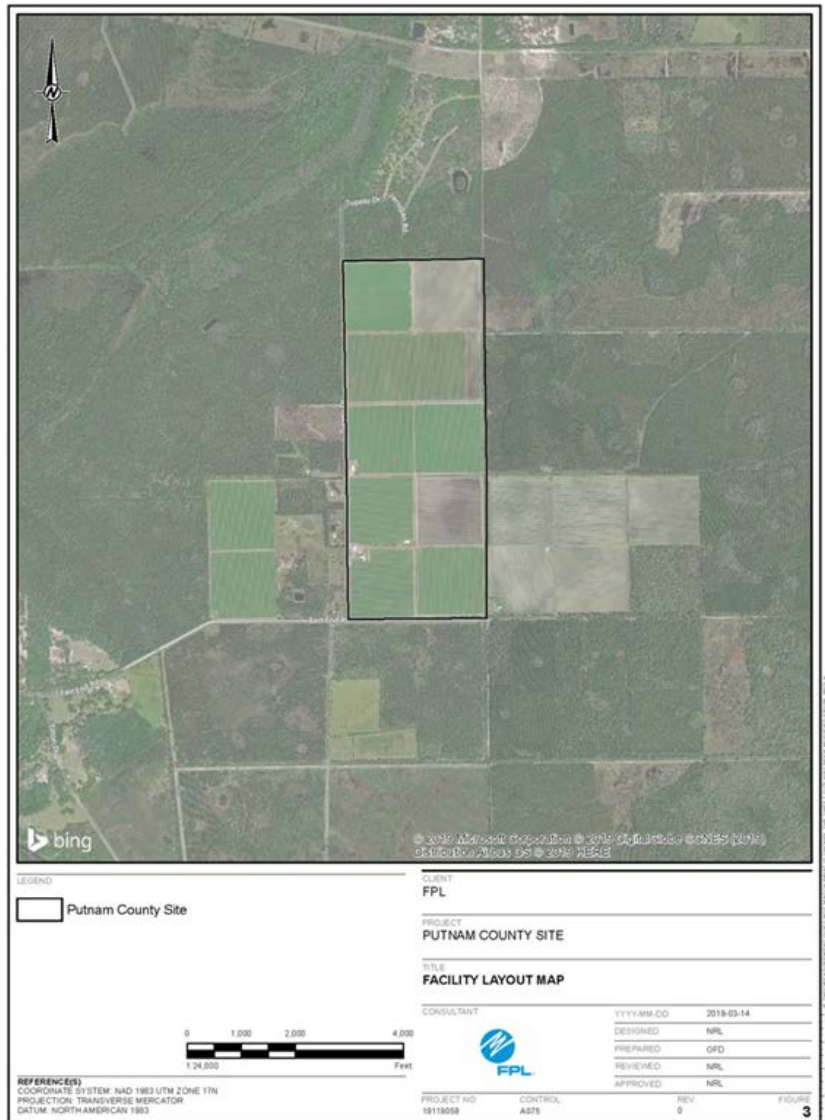 N
Tupelo Dr
bing
© 2019 Microsoft Corporation © 2019 DigitalGlobe ©CNES (2019)
Distribution Airbus DS © 2019 HERE
LEGEND
Putnam County Site
CLIENT
FPL
PROJECT
PUTNAM COUNTY SITE
TITLE
FACILITY LAYOUT MAP
CONSULTANT
FPL
YYYY-MM-DD 2019-03-14
DESIGNED NRL
PREPARED GFD
REVIEWED NRL
APPROVED NRL
0 1,000 2,000 4,000
1:24,000 Feet
REFERENCE(S)
COORDINATE SYSTEM: NAD 1983 UTM ZONE 17N
PROJECTION: TRANSVERSE MERCATOR
DATUM: NORTH AMERICAN 1983
PROJECT NO. CONTROL REV. FIGURE
19119058 A075 0 3